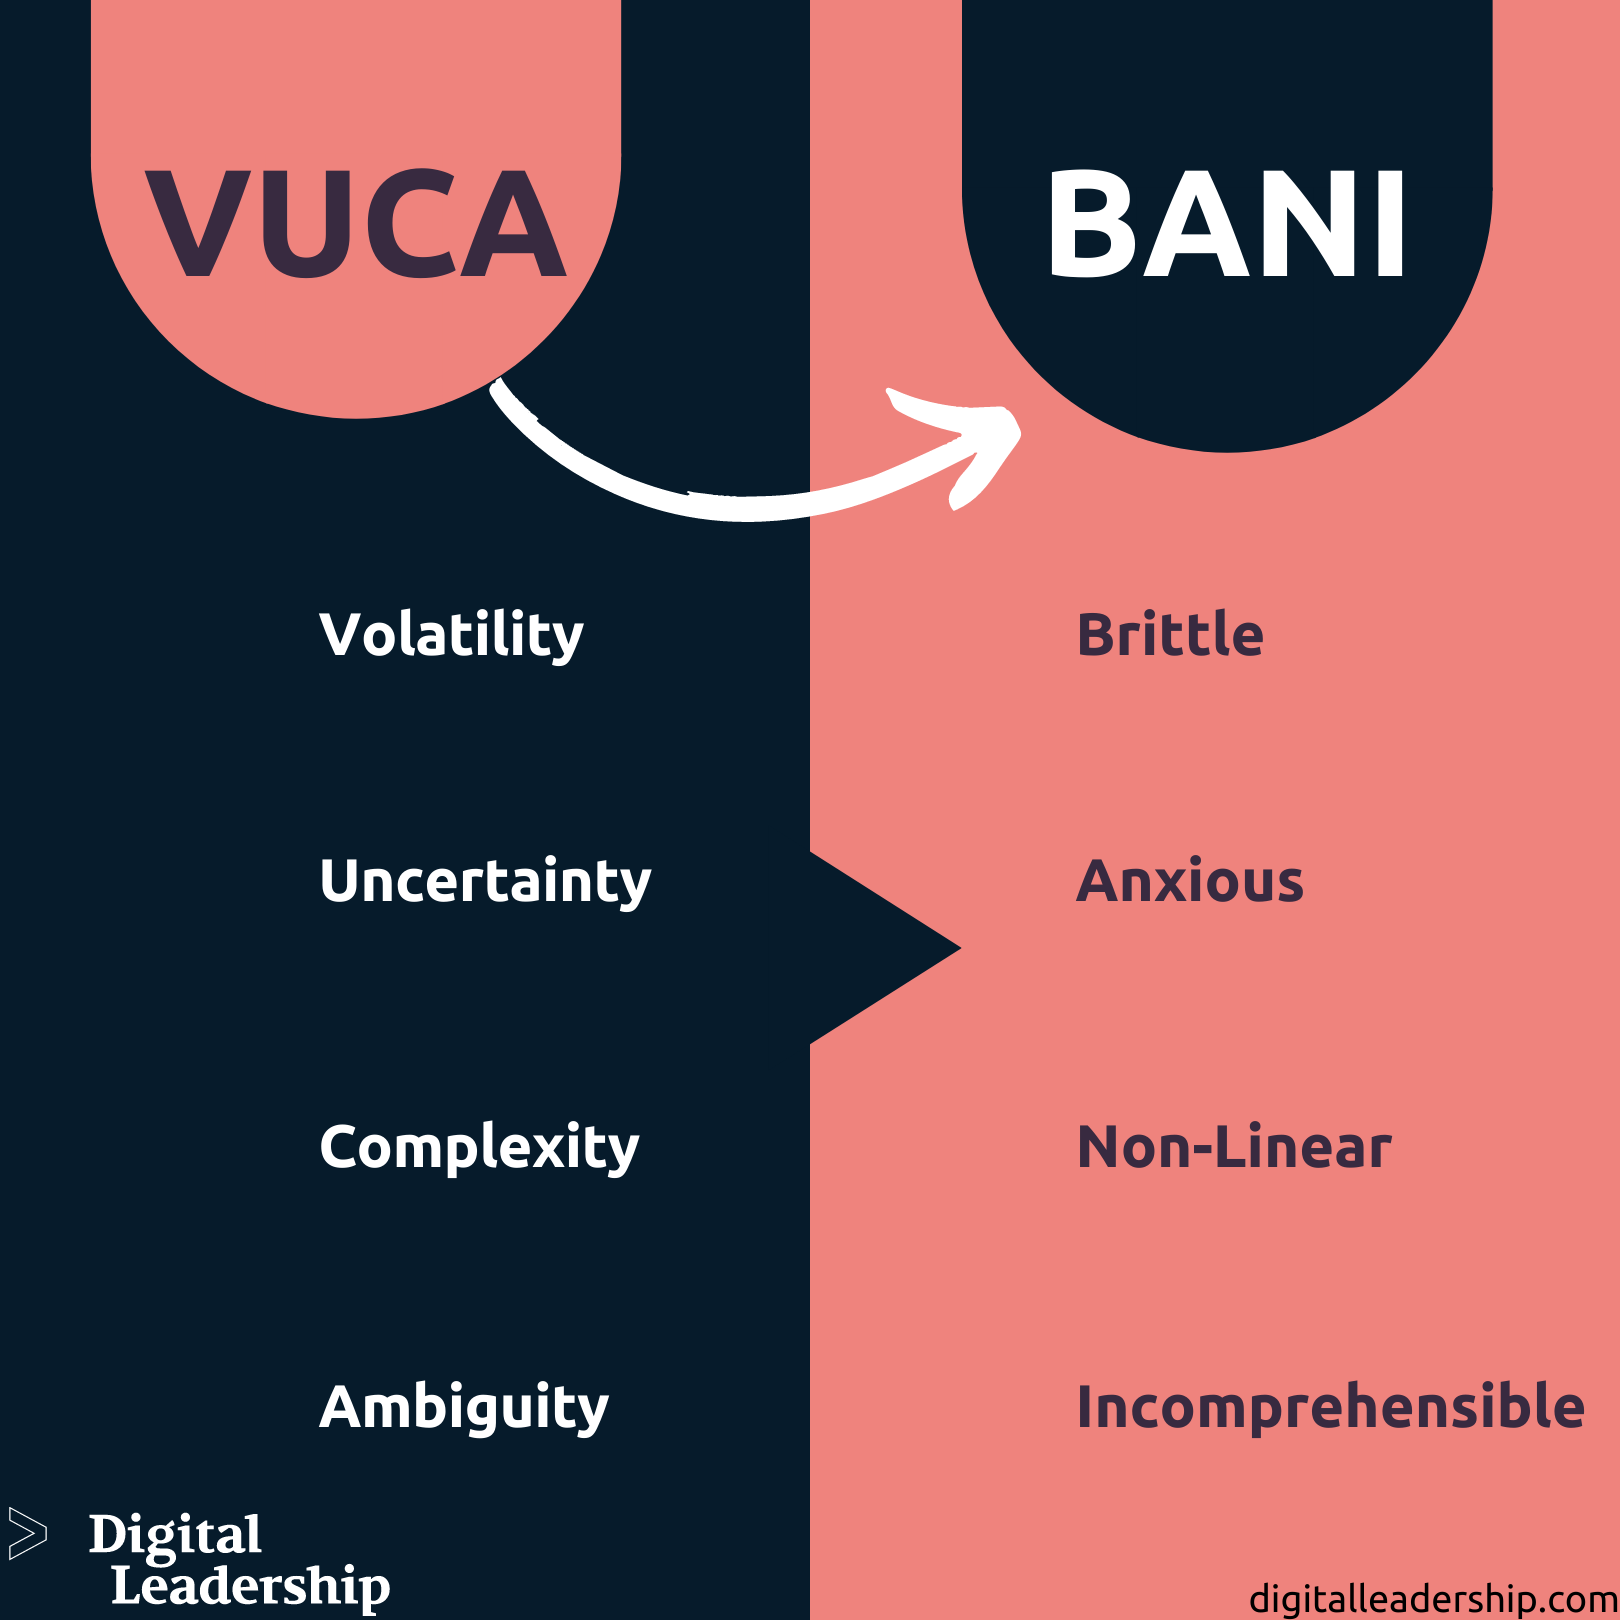 VUCA
BANI
Volatility
Brittle
Uncertainty
Anxious
Complexity
Non-Linear
Ambiguity
Incomprehensible
Digital
Leadership
digitalleadership.com